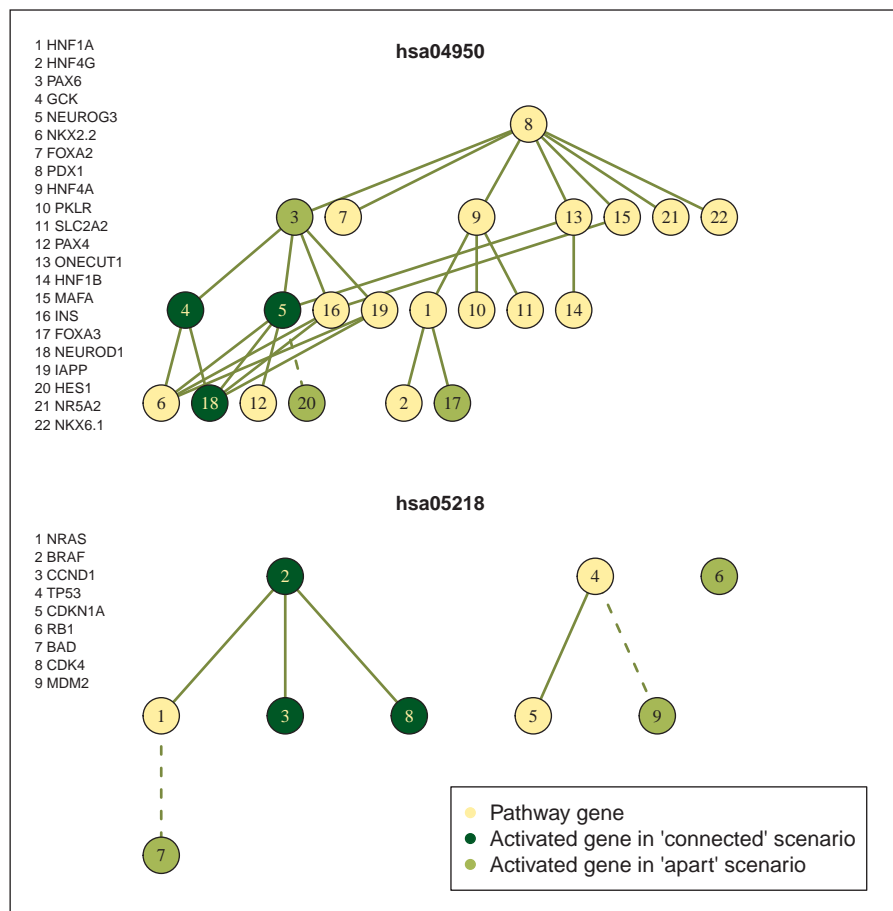 hsa04950
1 HNF1A
2 HNF4G
3 PAX6
4 GCK
5 NEUROG3
6 NKX2.2
7 FOXA2
8 PDX1
9 HNF4A
10 PKLR
11 SLC2A2
12 PAX4
13 ONECUT1
14 HNF1B
15 MAFA
16 INS
17 FOXA3
18 NEUROD1
19 IAPP
20 HES1
21 NR5A2
22 NKX6.1
8
3 7 9 13 15 21 22
4 5 16 19 1 10 11 14
6 18 12 20 2 17
hsa05218
1 NRAS
2 BRAF
3 CCND1
4 TP53
5 CDKN1A
6 RB1
7 BAD
8 CDK4
9 MDM2
2 4 6
1 3 8 5 9
7
Pathway gene
Activated gene in 'connected' scenario
Activated gene in 'apart' scenario